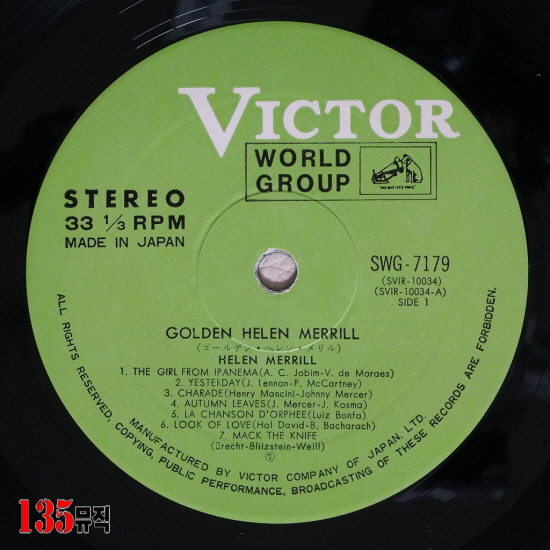 VICTOR
WORLD
GROUP
"HIS MASTER'S VOICE"
STEREO
33 1/3 RPM
MADE IN JAPAN
SWG-7179
(SVIR-10034)
(SVIR-10034-A)
SIDE 1
GOLDEN HELEN MERRILL
(ゴールデン・ヘレン・メリル)
HELEN MERRILL
1. THE GIRL FROM IPANEMA(A. C. Jobim-V. de Moraes)
2. YESTERDAY(J. Lennon-P. McCartney)
3. CHARADE(Henry Mancini-Johnny Mercer)
4. AUTUMN LEAVES(J. Mercer-J. Kosma)
5. LA CHANSON D'ORPHEE(Luiz Bonfa)
6. LOOK OF LOVE(Hal David-B. Bacharach)
7. MACK THE KNIFE
(Brecht-Blilzstein-Weill)
⑦
MANUFACTURED BY VICTOR COMPANY OF JAPAN, LTD.
ALL RIGHTS RESERVED. COPYING, PUBLIC PERFORMANCE, BROADCASTING OF THESE RECORDS ARE FORBIDDEN.
135뮤직